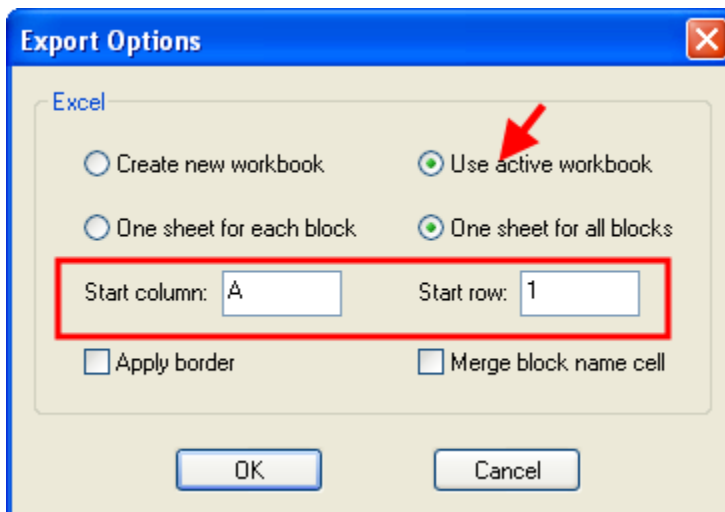 Export Options
Excel
Create new workbook
Use active workbook
One sheet for each block
One sheet for all blocks
Start column: A
Start row: 1
Apply border
Merge block name cell
OK
Cancel